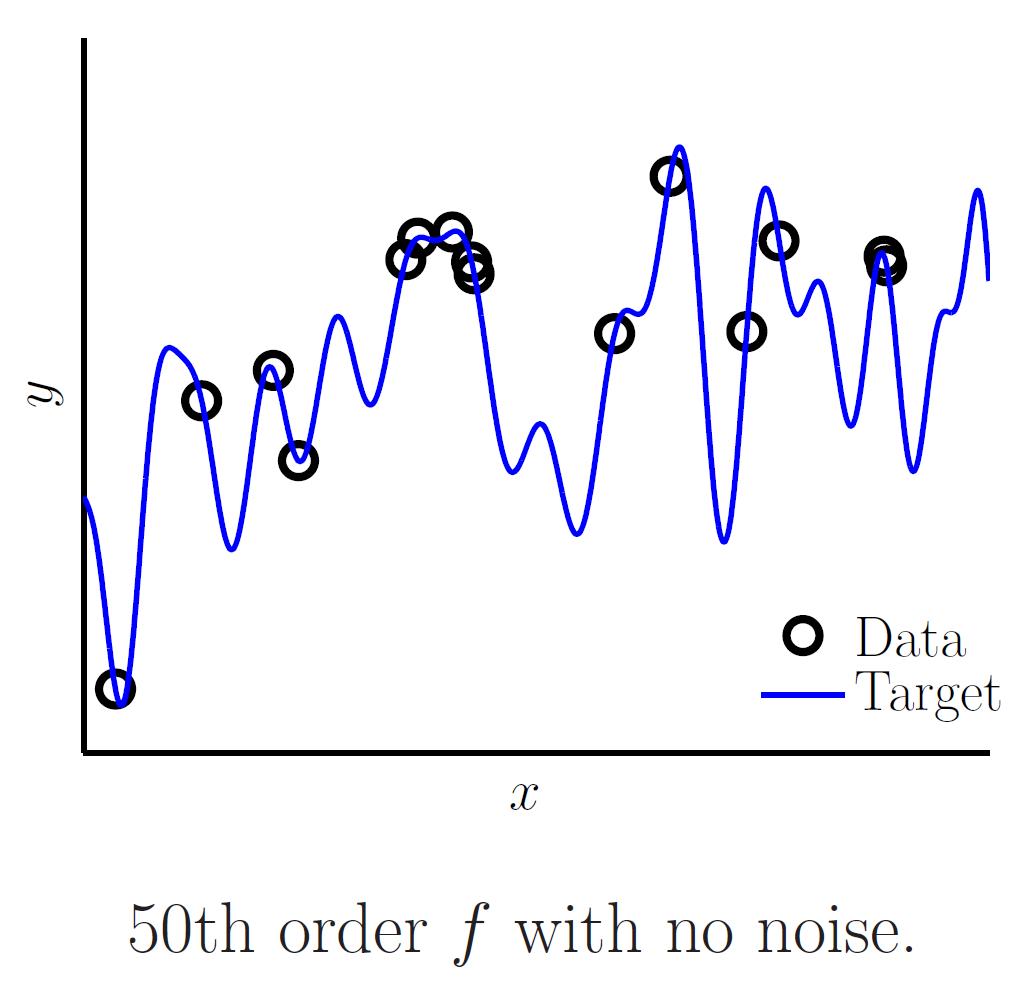 y
Data
Target
x
50th order f with no noise.